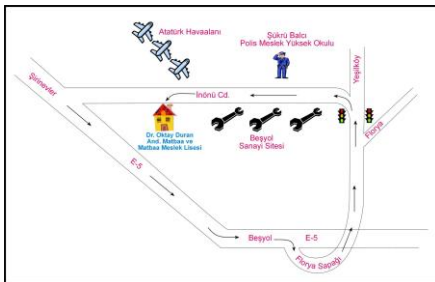 Atatürk Havaalanı
Şükrü Balcı
Polis Meslek Yüksek Okulu
Yeşilköy
Şirinevler
İnönü Cd.
Florya
Dr. Oktay Duran
And. Matbaa ve
Matbaa Meslek Lisesi
Beşyol
Sanayi Sitesi
E-5
Beşyol
E-5
Florya Sapağı